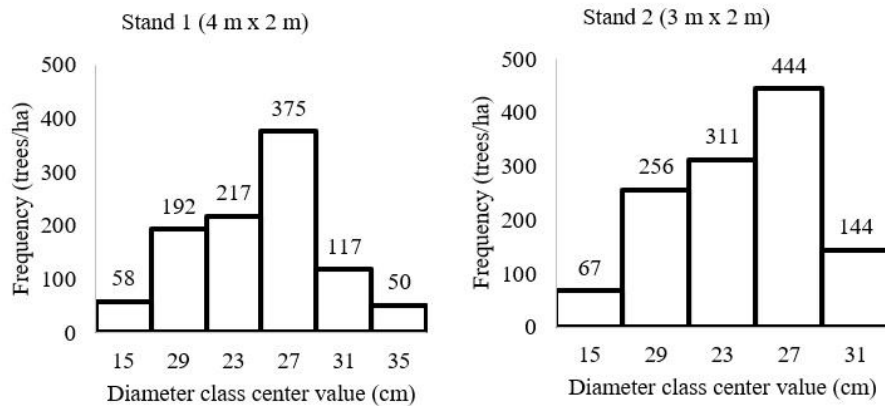 Stand 1 (4 m x 2 m)
Frequency (trees/ha)
500
400
300
200
100
0
58
192
217
375
117
50
15 29 23 27 31 35
Diameter class center value (cm)
Stand 2 (3 m x 2 m)
Frequency (trees/ha)
500
400
300
200
100
0
67
256
311
444
144
15 29 23 27 31
Diameter class center value (cm)